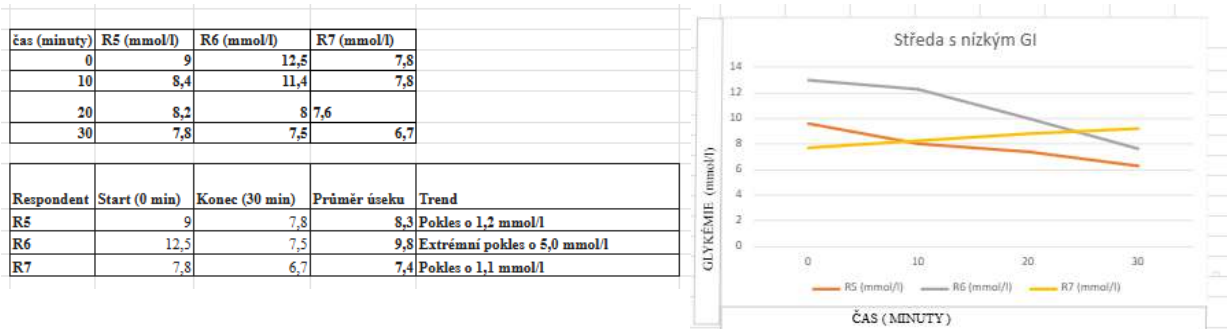 čas (minuty) R5 (mmol/l) R6 (mmol/l) R7 (mmol/l)
0 9 12,5 7,8
10 8,4 11,4 7,8
20 8,2 8 7,6
30 7,8 7,5 6,7
Respondent Start (0 min) Konec (30 min) Průměr úseku Trend
R5 9 7,8 8,3 Pokles o 1,2 mmol/l
R6 12,5 7,5 9,8 Extrémní pokles o 5,0 mmol/l
R7 7,8 6,7 7,4 Pokles o 1,1 mmol/l
Středa s nízkým GI
GLYKÉMIE (mmol/l)
14
12
10
8
6
4
2
0
0 10 20 30
R5 (mmol/l) R6 (mmol/l) R7 (mmol/l)
ČAS ( MINUTY )